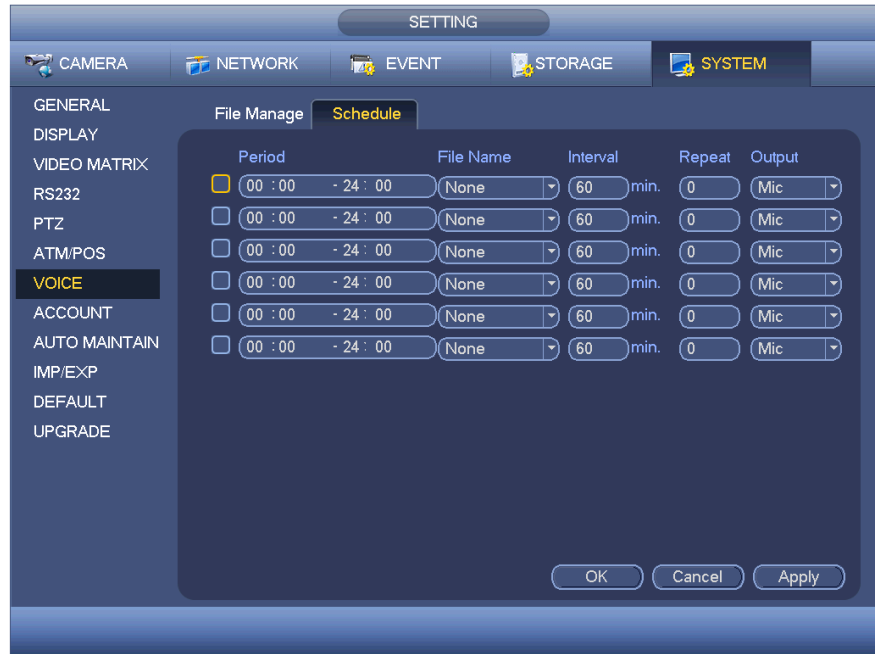 SETTING
CAMERA NETWORK EVENT STORAGE SYSTEM
GENERAL
DISPLAY
VIDEO MATRIX
RS232
PTZ
ATM/POS
VOICE
ACCOUNT
AUTO MAINTAIN
IMP/EXP
DEFAULT
UPGRADE
File Manage Schedule
Period File Name Interval Repeat Output
00 :00 - 24 : 00 None 60 min. 0 Mic
00 :00 - 24 : 00 None 60 min. 0 Mic
00 :00 - 24 : 00 None 60 min. 0 Mic
00 :00 - 24 : 00 None 60 min. 0 Mic
00 :00 - 24 : 00 None 60 min. 0 Mic
00 :00 - 24 : 00 None 60 min. 0 Mic
OK Cancel Apply